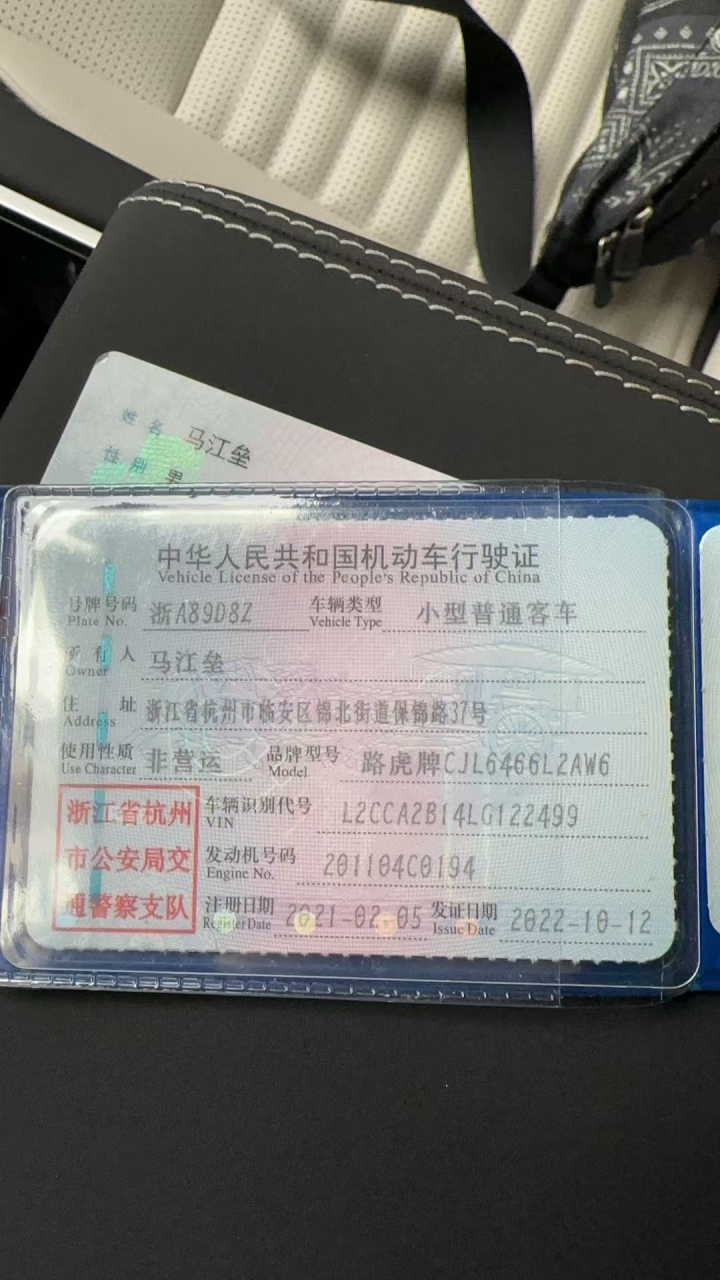 姓名 马江垒
性别 男
中华人民共和国机动车行驶证
Vehicle License of the People's Republic of China
号牌号码 浙A89D8Z 车辆类型 小型普通客车
Plate No. Vehicle Type
所有人 马江垒
Owner
住址 浙江省杭州市临安区锦北街道保锦路37号
Address
使用性质 非营运 品牌型号 路虎牌CJL6466L2AW6
Use Character Model
浙江省杭州
市公安局交
通警察支队
车辆识别代号 L2CCA2B14LG122499
VIN
发动机号码 201104C0194
Engine No.
注册日期 2021-02-05 发证日期 2022-10-12
Register Date Issue Date